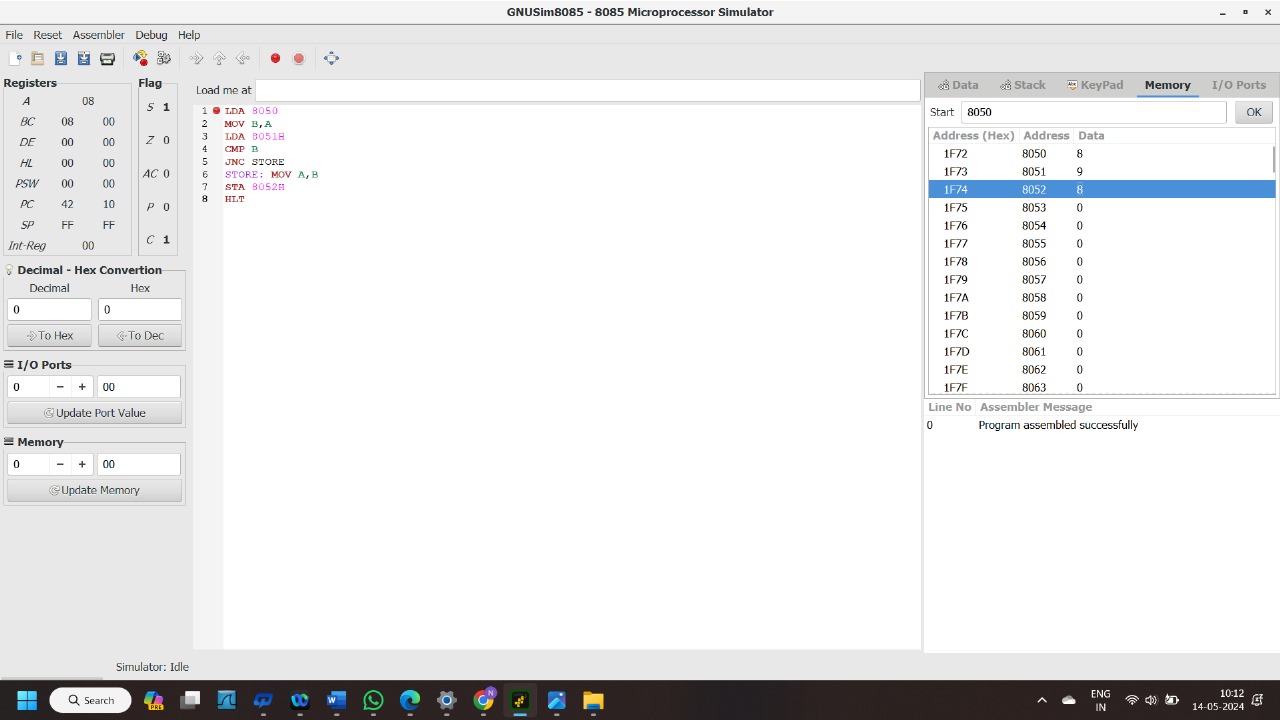 GNUSim8085 - 8085 Microprocessor Simulator
File Reset Assembler Debug Help
Registers
A 08
BC 08 00
DE 00 00
HL 00 00
PSW 00 00
PC 42 10
SP FF FF
Int-Reg 00
Flag
S 1
Z 0
AC 0
P 0
C 1
Decimal - Hex Convertion
Decimal Hex
0 0
To Hex To Dec
I/O Ports
0 − + 00
Update Port Value
Memory
0 − + 00
Update Memory
Load me at
1 LDA 8050
2 MOV B,A
3 LDA 8051H
4 CMP B
5 JNC STORE
6 STORE: MOV A,B
7 STA 8052H
8 HLT
Data Stack KeyPad Memory I/O Ports
Start 8050 OK
Address (Hex) Address Data
1F72 8050 8
1F73 8051 9
1F74 8052 8
1F75 8053 0
1F76 8054 0
1F77 8055 0
1F78 8056 0
1F79 8057 0
1F7A 8058 0
1F7B 8059 0
1F7C 8060 0
1F7D 8061 0
1F7E 8062 0
1F7F 8063 0
Line No Assembler Message
0 Program assembled successfully
Simulator: Idle
Search
PRE
N
ENG
IN
10:12
14-05-2024